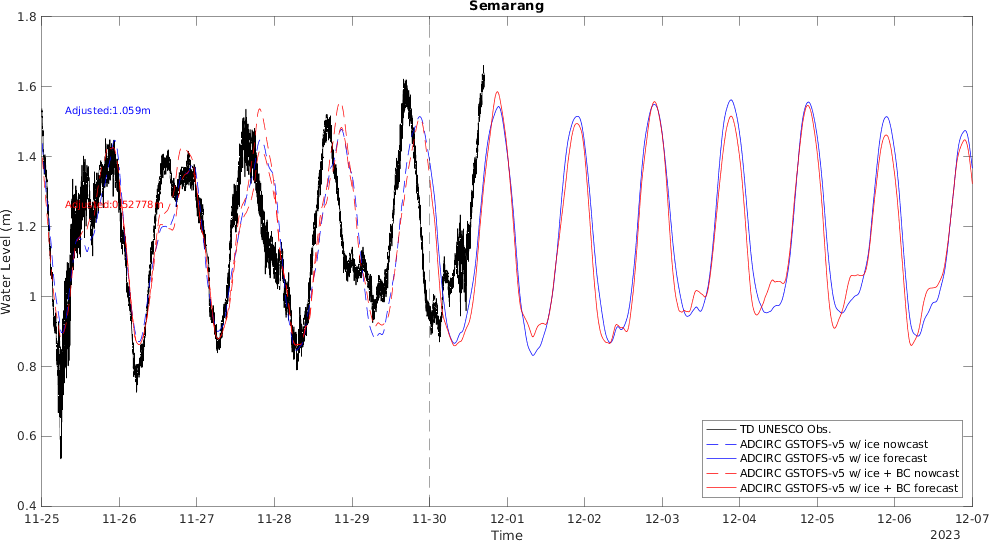 Semarang
Water Level (m)
1.8
1.6
1.4
1.2
1
0.8
0.6
0.4
Adjusted:1.059m
Adjusted:0.52778m
TD UNESCO Obs.
ADCIRC GSTOFS-v5 w/ ice nowcast
ADCIRC GSTOFS-v5 w/ ice forecast
ADCIRC GSTOFS-v5 w/ ice + BC nowcast
ADCIRC GSTOFS-v5 w/ ice + BC forecast
11-25 11-26 11-27 11-28 11-29 11-30 12-01 12-02 12-03 12-04 12-05 12-06 12-07
Time
2023